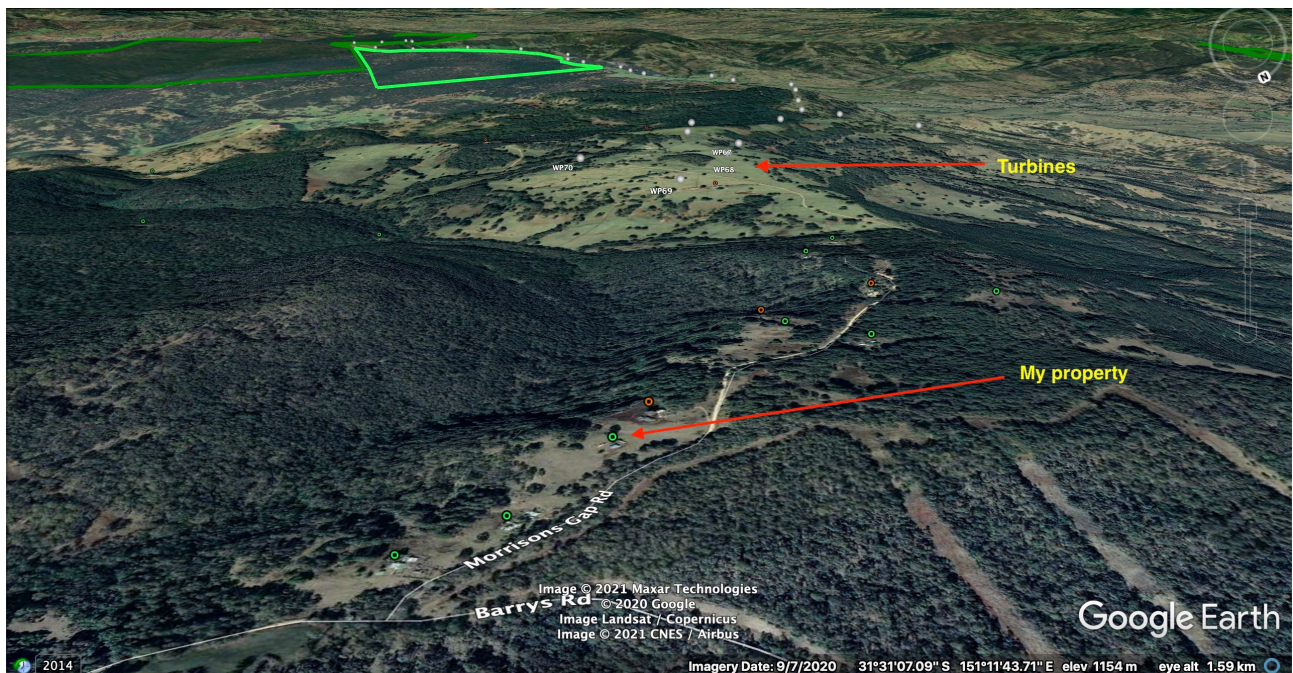 N
WP67
WP70
WP68
WP69
Turbines
My property
Morrisons Gap Rd
Barrys Rd
Image © 2021 Maxar Technologies
© 2020 Google
Image Landsat / Copernicus
Image © 2021 CNES / Airbus
Google Earth
2014
Imagery Date: 9/7/2020 31°31'07.09" S 151°11'43.71" E elev 1154 m eye alt 1.59 km